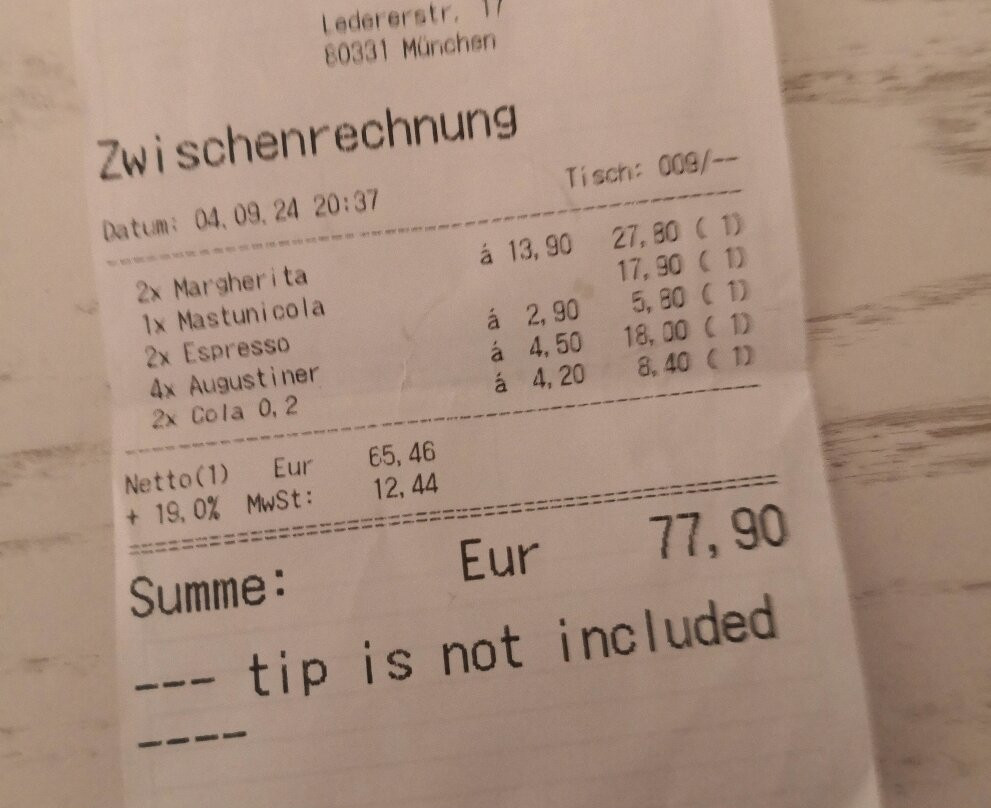 Ledererstr. 17
80331 München
Zwischenrechnung
Datum: 04.09.24 20:37 Tisch: 009/--
2x Margherita á 13,90 27,80 ( 1)
1x Mastunicola 17,90 ( 1)
2x Espresso á 2,90 5,80 ( 1)
4x Augustiner á 4,50 18,00 ( 1)
2x Cola 0,2 á 4,20 8,40 ( 1)
Netto(1) Eur 65,46
+ 19,0% MwSt: 12,44
Summe: Eur 77,90
--- tip is not included
----